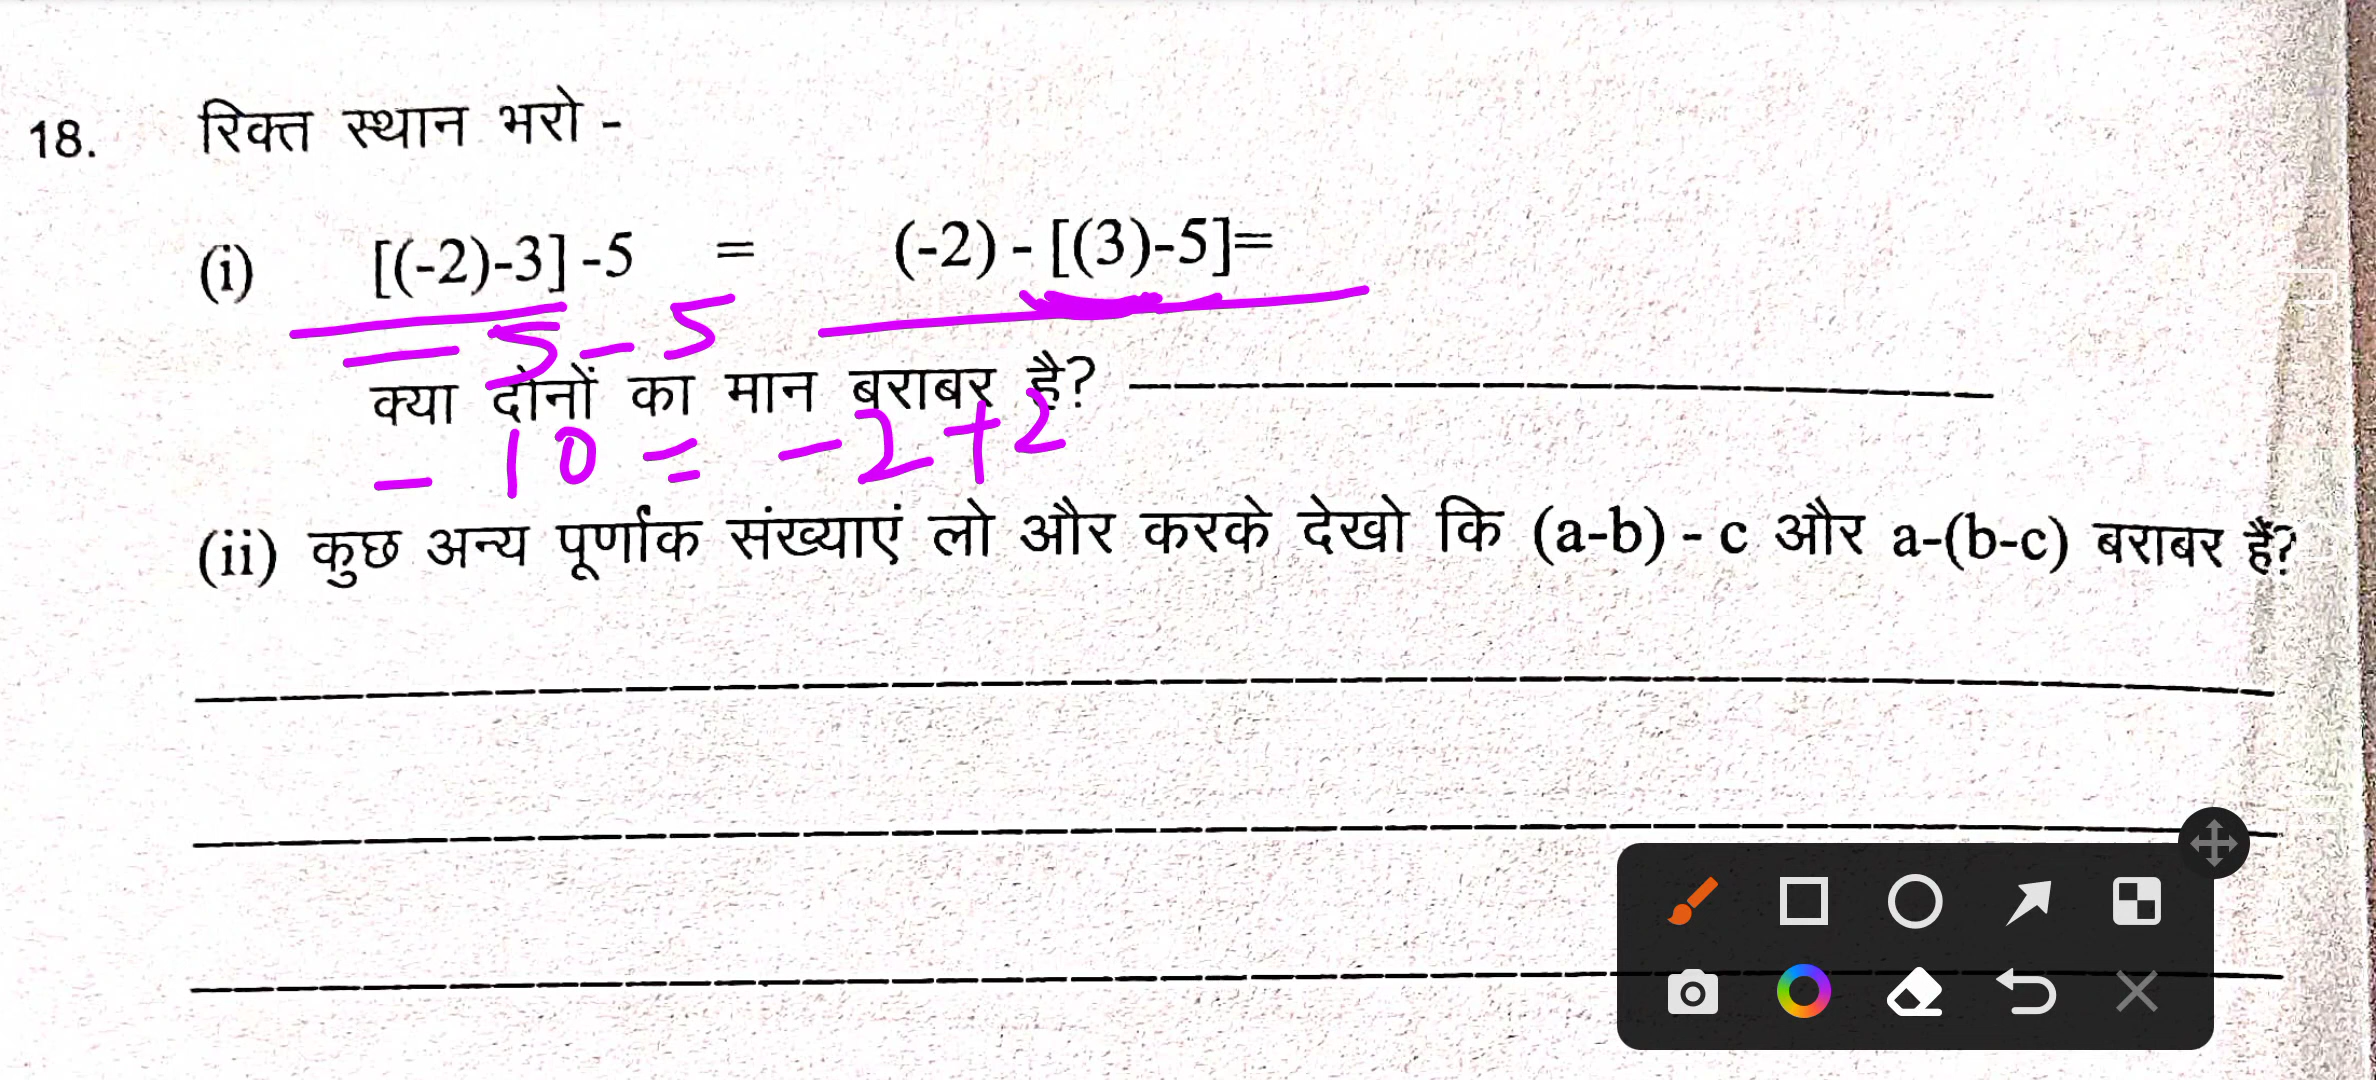 18. रिक्त स्थान भरो -
(i) [(-2)-3] -5 = (-2) - [(3)-5]=
- 5 - 5
क्या दोनों का मान बराबर है? ----------
- 10 = - 2 + 2
(ii) कुछ अन्य पूर्णाक संख्याएं लो और करके देखो कि (a-b) - c और a-(b-c) बराबर हैं?